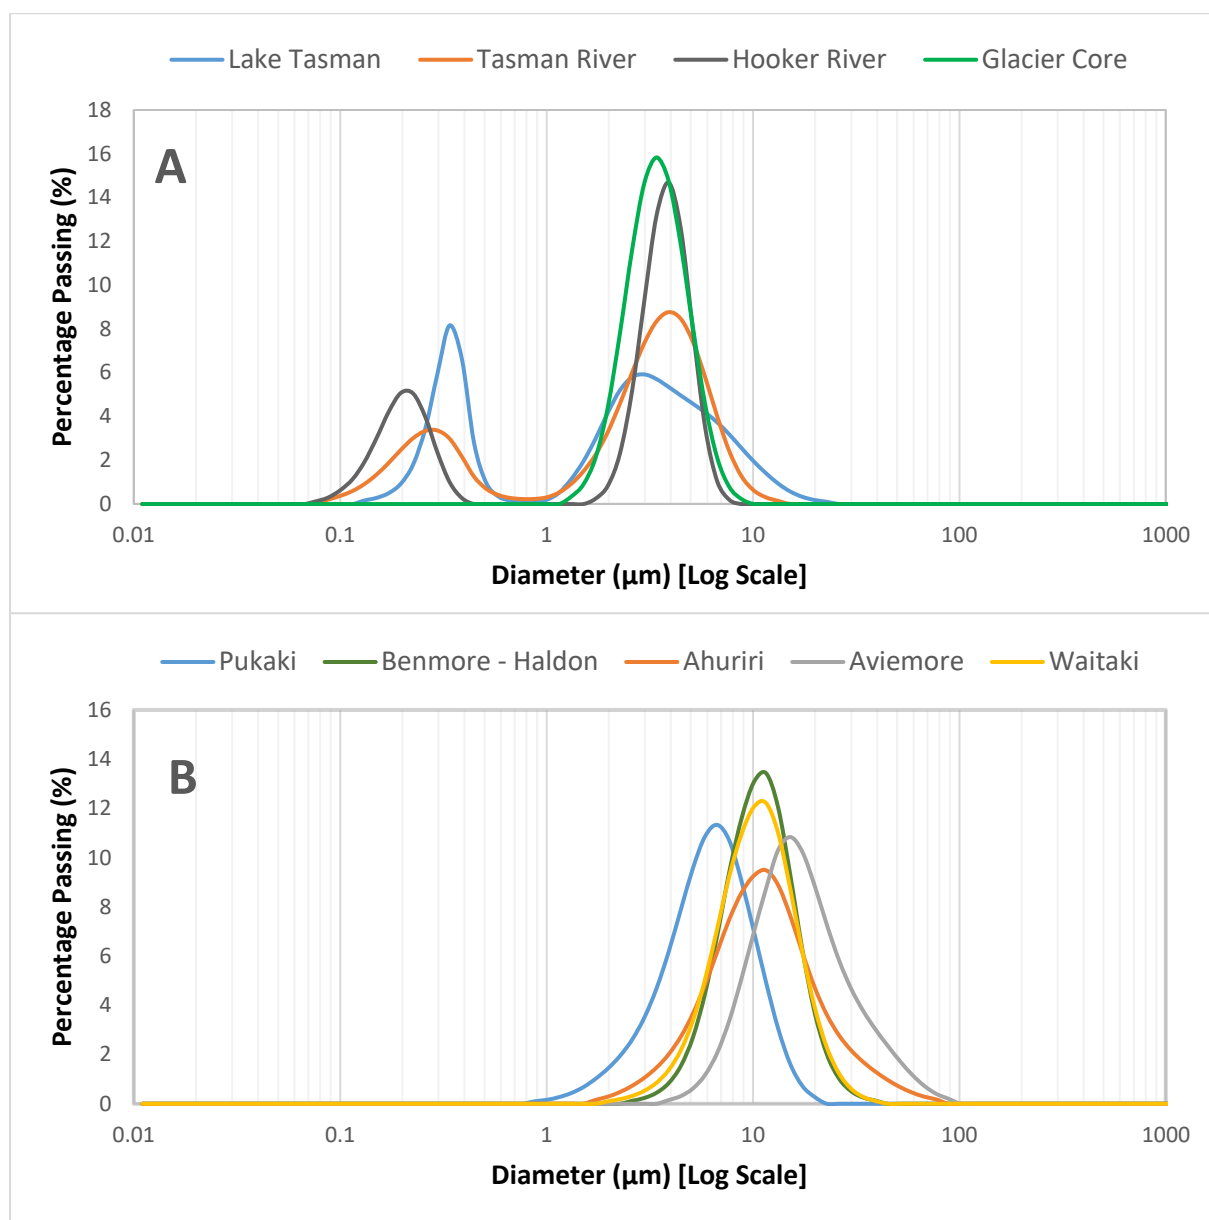 Lake Tasman Tasman River Hooker River Glacier Core
18
16
14
12
10
8
6
4
2
0
A
Percentage Passing (%)
0.01 0.1 1 10 100 1000
Diameter (µm) [Log Scale]
Pukaki Benmore - Haldon Ahuriri Aviemore Waitaki
16
14
12
10
8
6
4
2
0
B
Percentage Passing (%)
0.01 0.1 1 10 100 1000
Diameter (µm) [Log Scale]